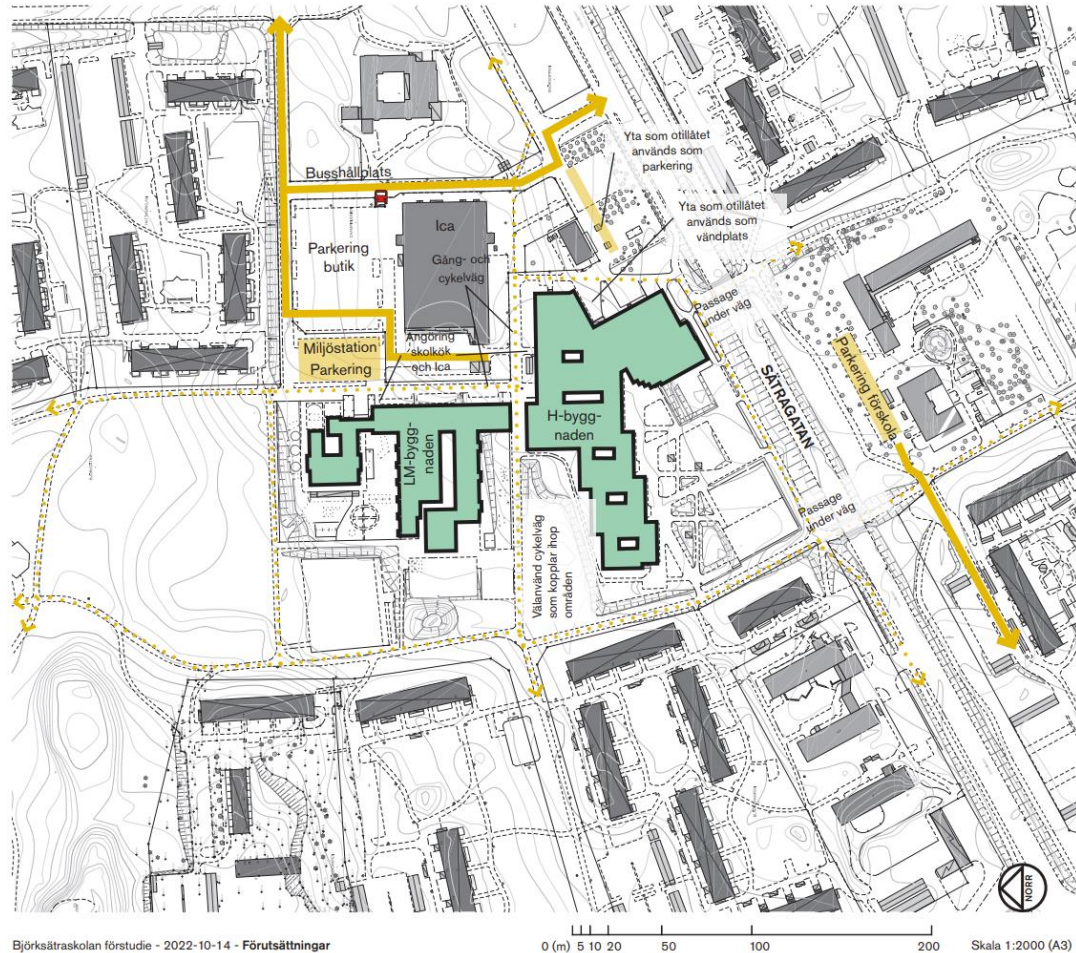 Yta som otillåtet
används som
parkering
Busshållplats
Yta som otillåtet
används som
vändplats
Ica
Parkering
butik
Gång- och
cykelväg
Passage
under väg
Miljöstation
Parkering
Angöring
skolkök
och Ica
SÄTRAGATAN
Parkering förskola
H-bygg-
naden
LM-bygg-
naden
Passage
under väg
Välanvänd cykelväg
som kopplar ihop
områden
NORR
Björksätraskolan förstudie - 2022-10-14 - Förutsättningar
0 (m) 5 10 20 50 100 200
Skala 1:2000 (A3)